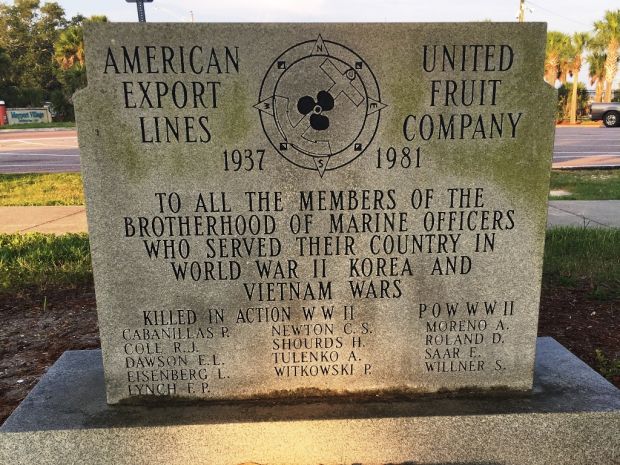 AMERICAN
EXPORT
LINES
UNITED
FRUIT
COMPANY
N
E
S
W
1937 1981
TO ALL THE MEMBERS OF THE
BROTHERHOOD OF MARINE OFFICERS
WHO SERVED THEIR COUNTRY IN
WORLD WAR II KOREA AND
VIETNAM WARS
KILLED IN ACTION W W II
CABANILLAS P.
COLE R.J.
DAWSON E.L.
EISENBERG L.
LYNCH F.P.
NEWTON C.S.
SHOURDS H.
TULENKO A.
WITKOWSKI P.
P O W W W II
MORENO A.
ROLAND D.
SAAR E.
WILLNER S.
Mayport Village